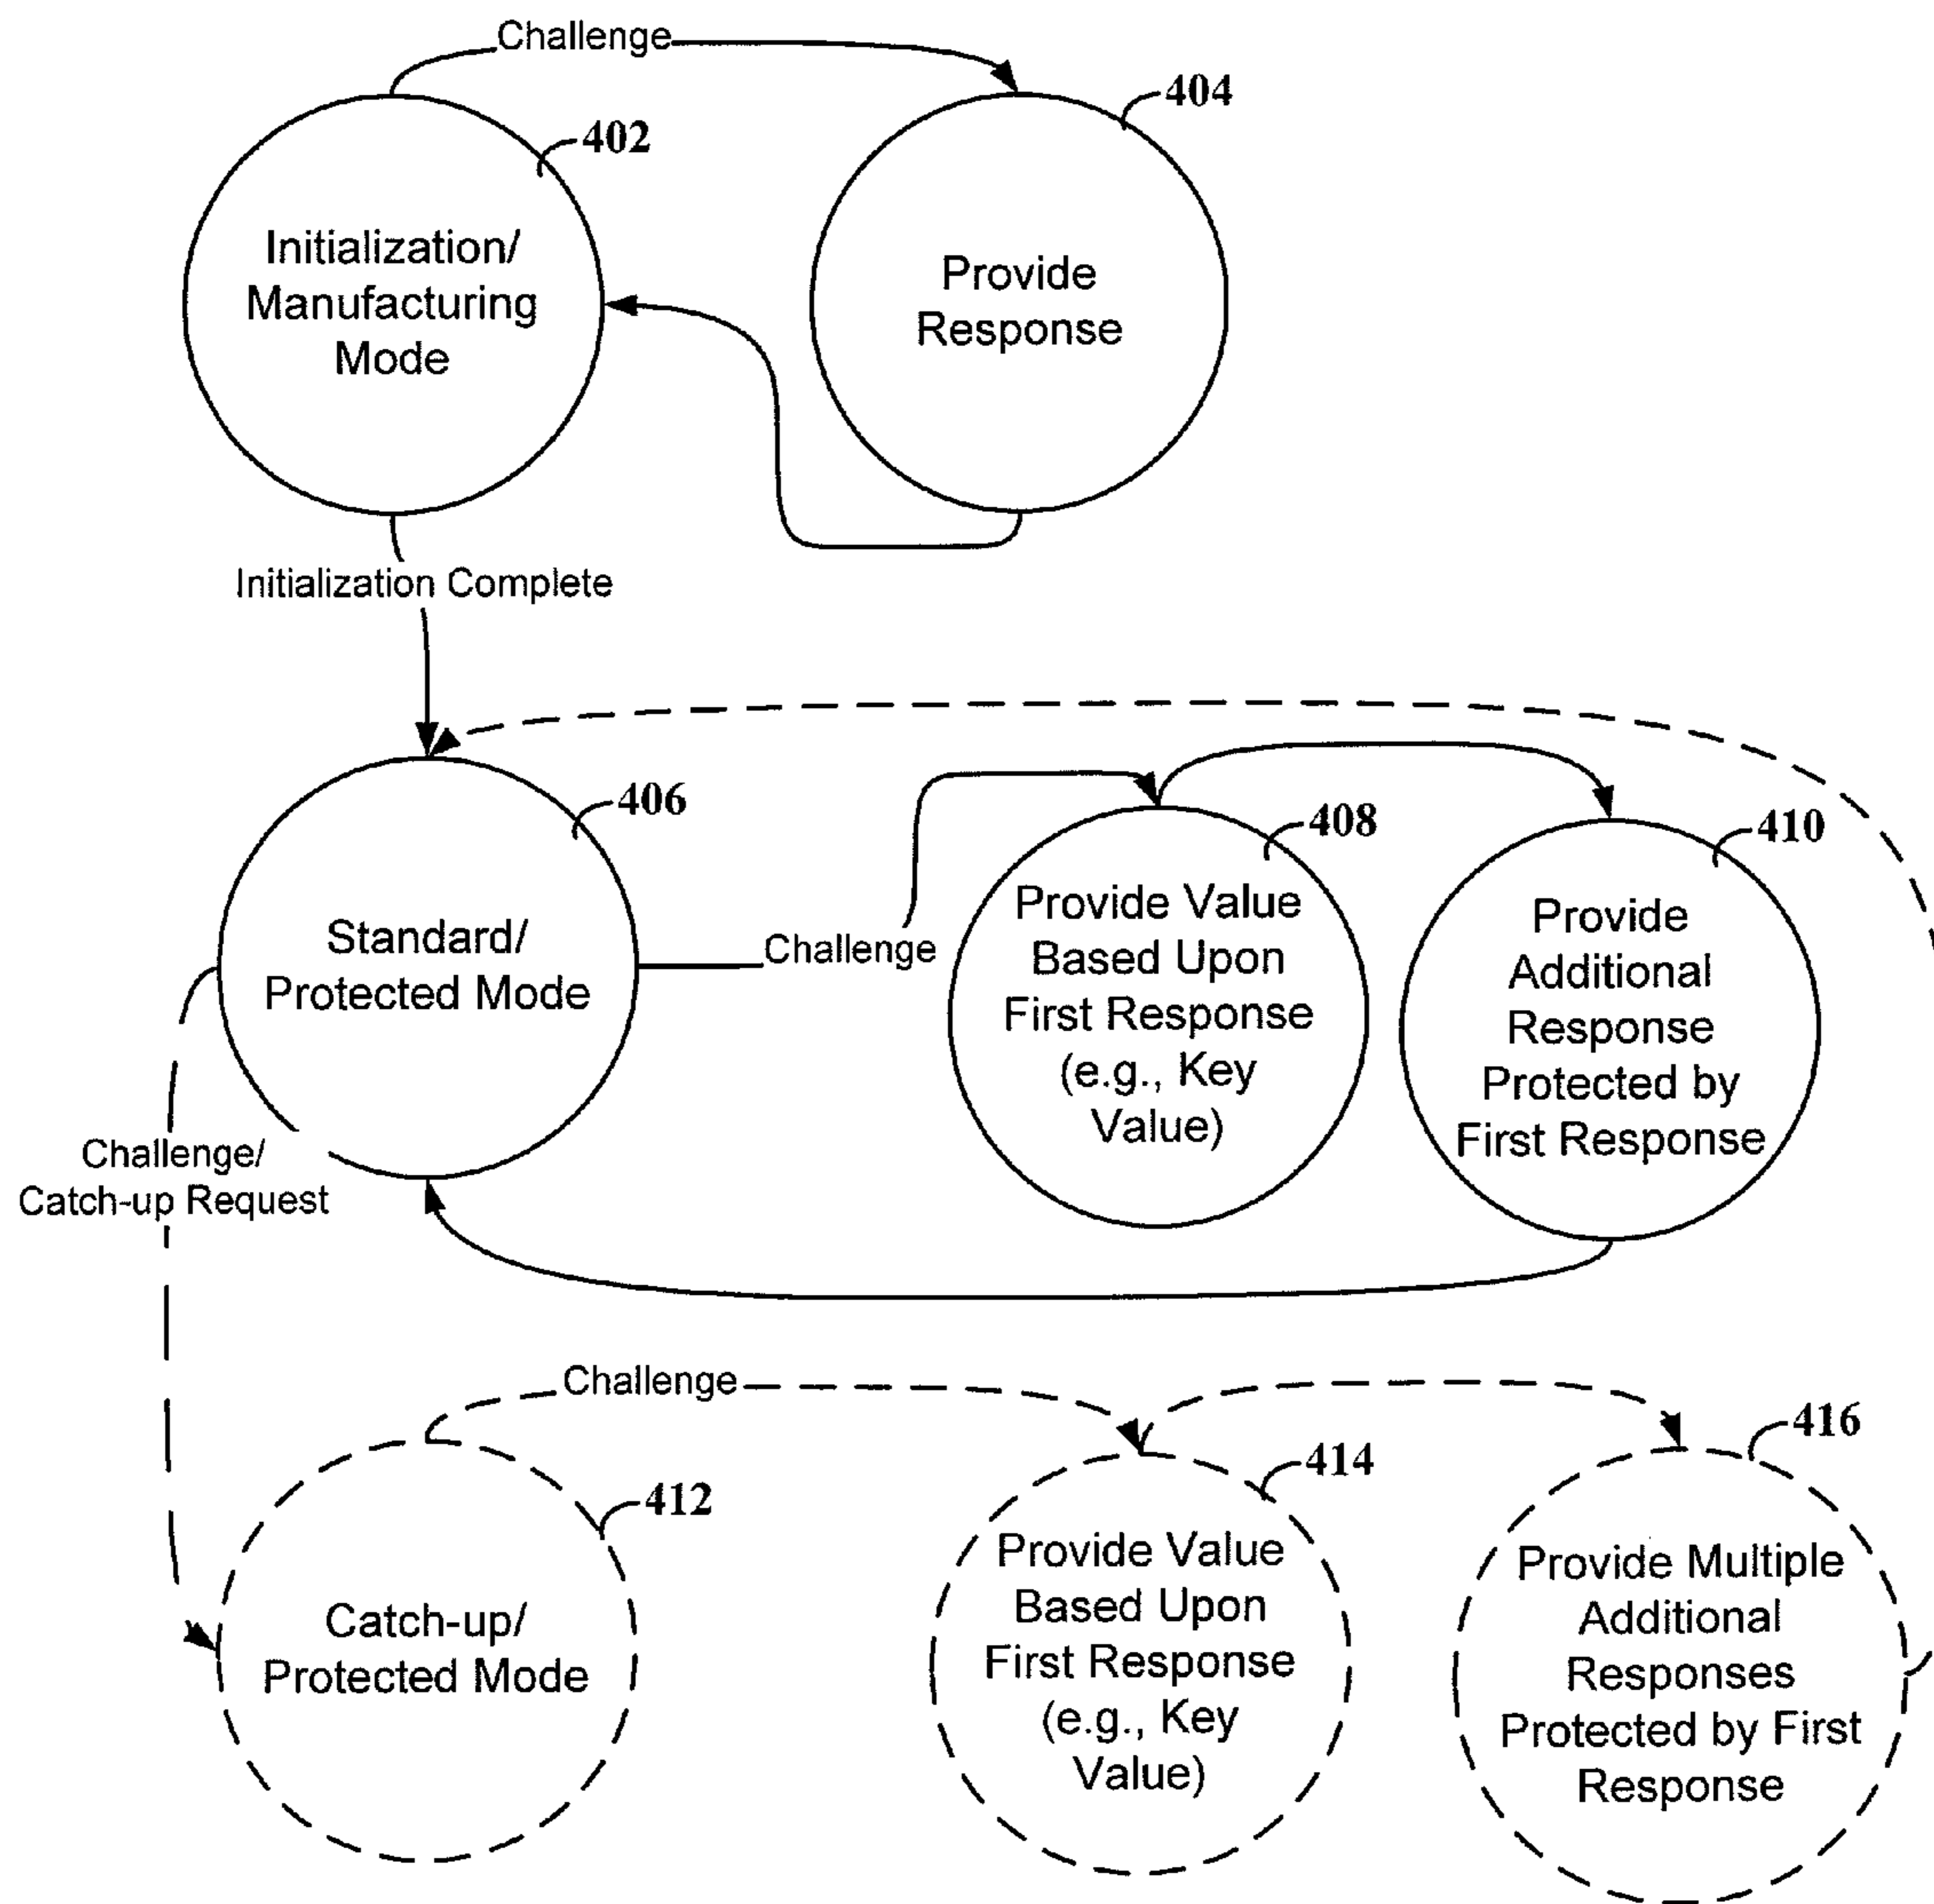 Challenge
404
402
Initialization/
Manufacturing
Mode
Provide
Response
Initialization Complete
406
408
410
Standard/
Protected Mode
Challenge
Provide Value
Based Upon
First Response
(e.g., Key
Value)
Provide
Additional
Response
Protected by
First Response
Challenge/
Catch-up Request
Challenge
412
414
416
Catch-up/
Protected Mode
Provide Value
Based Upon
First Response
(e.g., Key
Value)
Provide Multiple
Additional
Responses
Protected by First
Response